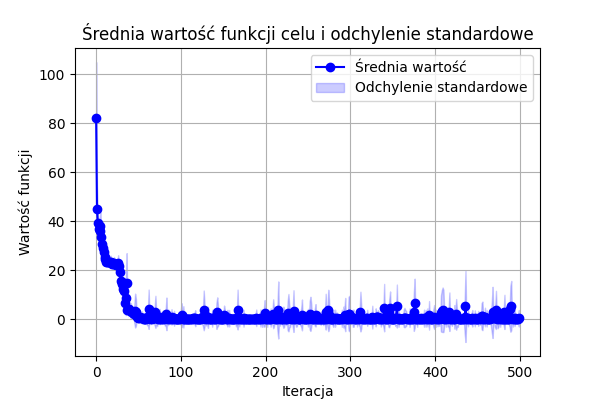 Średnia wartość funkcji celu i odchylenie standardowe
Średnia wartość
Odchylenie standardowe
Wartość funkcji
100
80
60
40
20
0
0 100 200 300 400 500
Iteracja